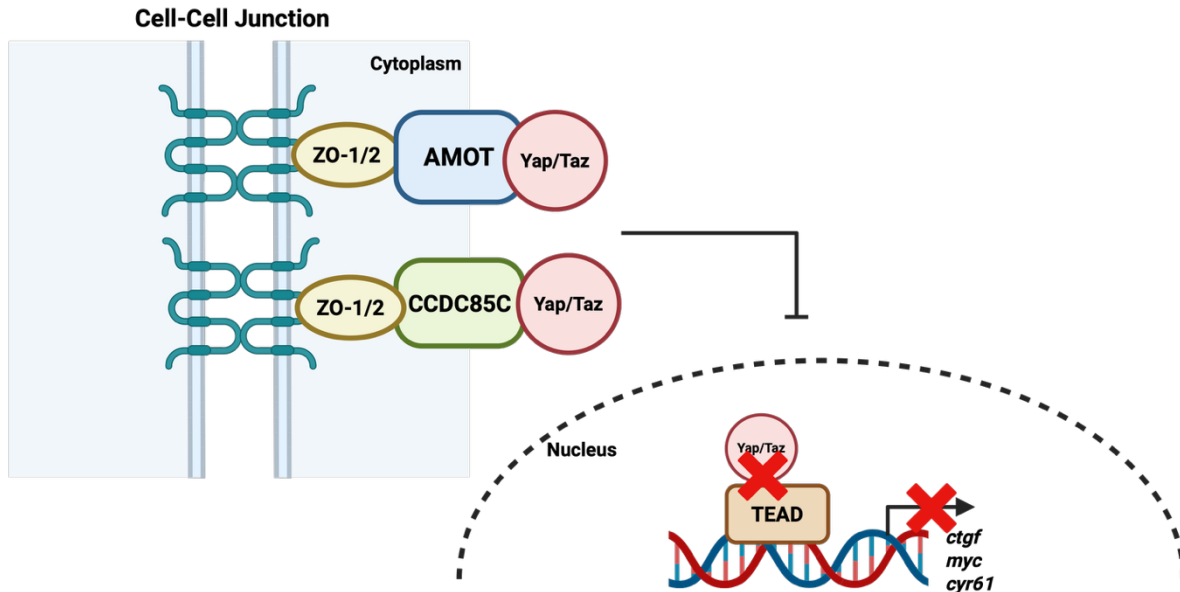 Cell-Cell Junction
Cytoplasm
ZO-1/2
AMOT
Yap/Taz
ZO-1/2
CCDC85C
Yap/Taz
Nucleus
Yap/Taz
TEAD
ctgf
myc
cyr61